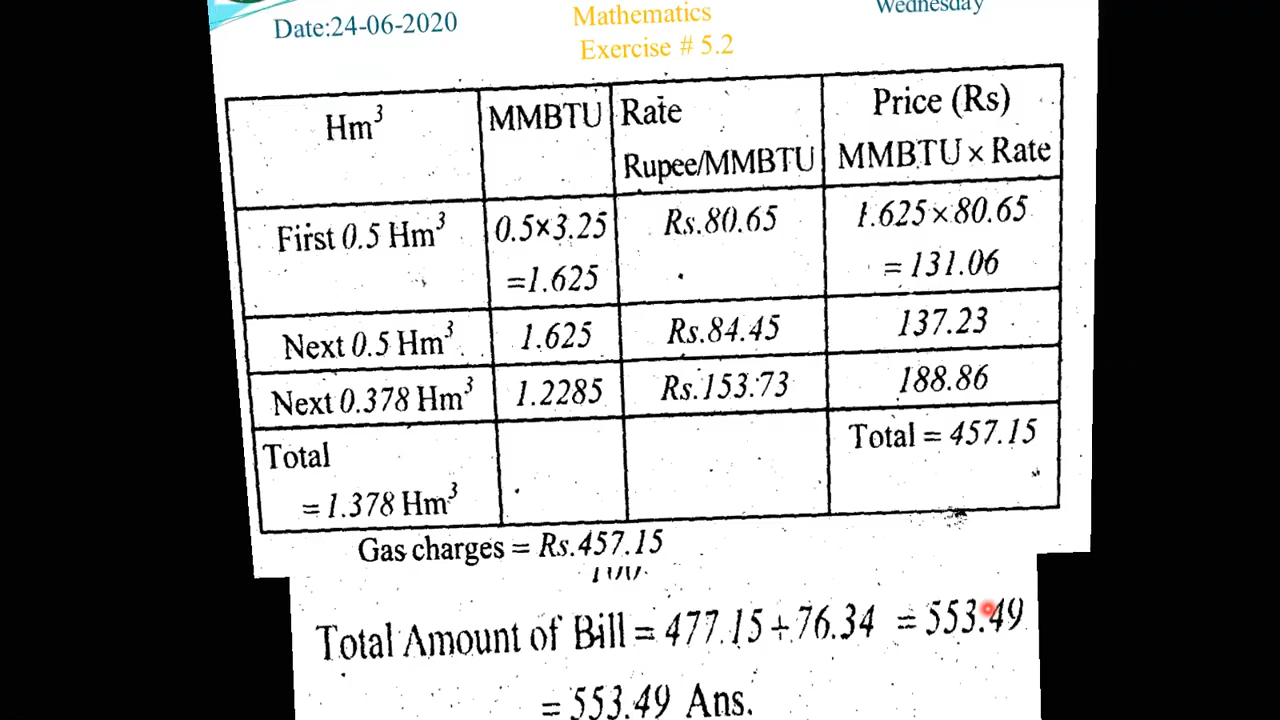 Date:24-06-2020
Mathematics
Wednesday
Exercise # 5.2
Hm³ MMBTU Rate Price (Rs)
Rupee/MMBTU MMBTU × Rate
First 0.5 Hm³ 0.5×3.25 Rs.80.65 1.625×80.65
=1.625 = 131.06
Next 0.5 Hm³ 1.625 Rs.84.45 137.23
Next 0.378 Hm³ 1.2285 Rs.153.73 188.86
Total Total = 457.15
= 1.378 Hm³
Gas charges = Rs.457.15
Total Amount of Bill = 477.15+76.34 = 553.49
= 553.49 Ans.